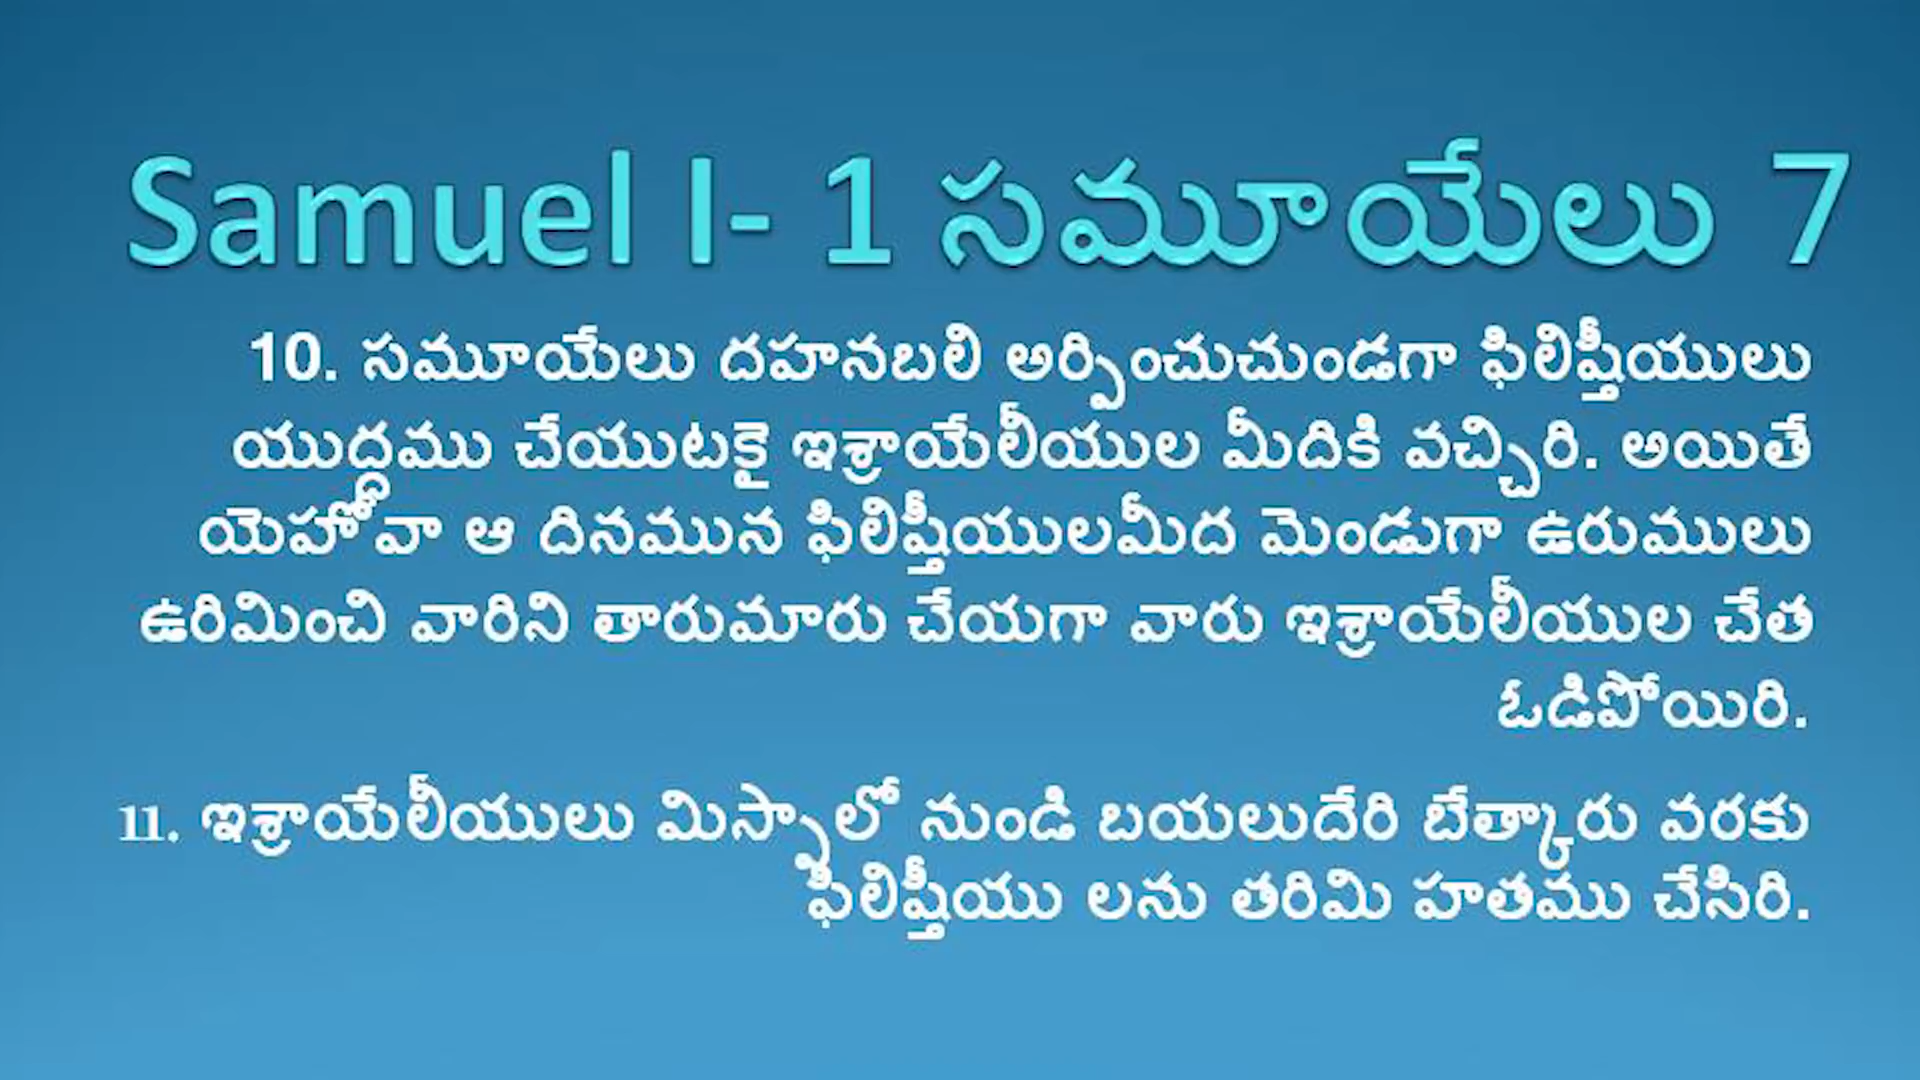 Samuel I- 1 సమూయేలు 7
10. సమూయేలు దహనబలి అర్పించుచుండగా ఫిలిష్తీయులు
యుద్ధము చేయుటకై ఇశ్రాయేలీయుల మీదికి వచ్చిరి. అయితే
యెహోవా ఆ దినమున ఫిలిష్తీయులమీద మెండుగా ఉరుములు
ఉరిమించి వారిని తారుమారు చేయగా వారు ఇశ్రాయేలీయుల చేత
ఓడిపోయిరి.
11. ఇశ్రాయేలీయులు మిస్పాలో నుండి బయలుదేరి బేత్కారు వరకు
ఫిలిష్తీయు లను తరిమి హతము చేసిరి.